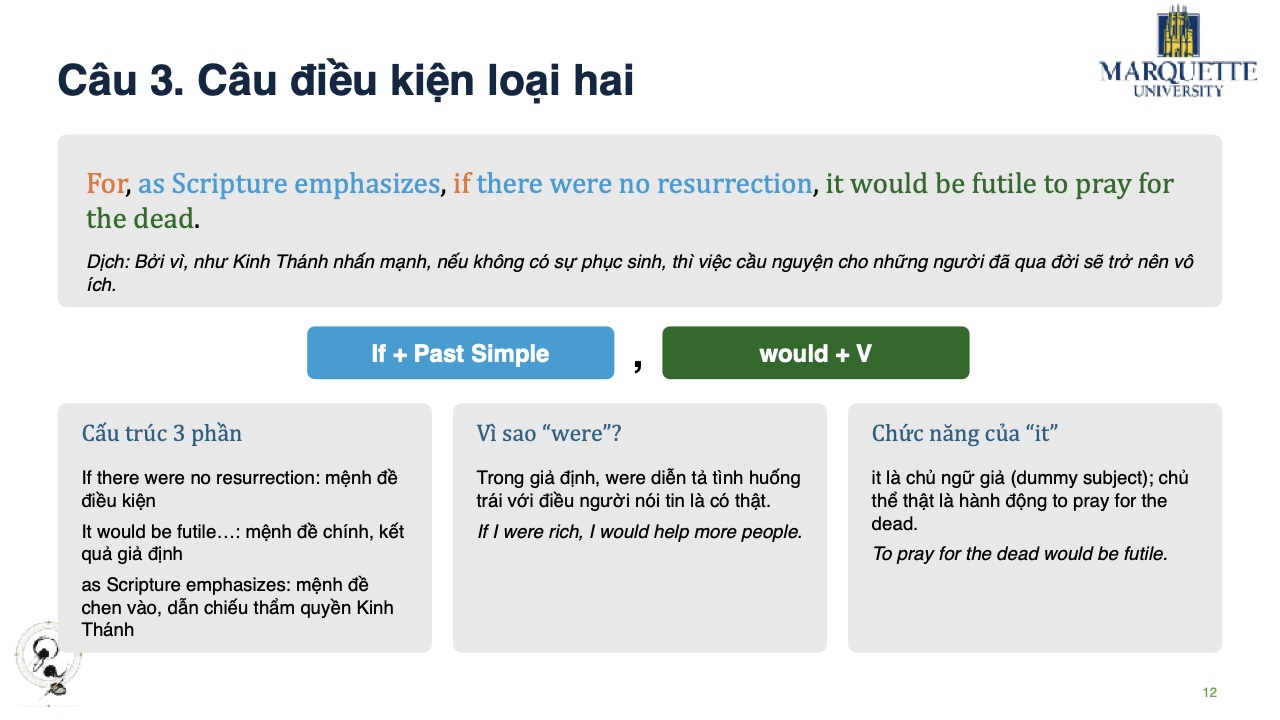 MARQUETTE
UNIVERSITY
Câu 3. Câu điều kiện loại hai
For, as Scripture emphasizes, if there were no resurrection, it would be futile to pray for
the dead.
Dịch: Bởi vì, như Kinh Thánh nhấn mạnh, nếu không có sự phục sinh, thì việc cầu nguyện cho những người đã qua đời sẽ trở nên vô
ích.
If + Past Simple , would + V
Cấu trúc 3 phần
If there were no resurrection: mệnh đề
điều kiện
It would be futile…: mệnh đề chính, kết
quả giả định
as Scripture emphasizes: mệnh đề
chen vào, dẫn chiếu thẩm quyền Kinh
Thánh
Vì sao “were”?
Trong giả định, were diễn tả tình huống
trái với điều người nói tin là có thật.
If I were rich, I would help more people.
Chức năng của “it”
it là chủ ngữ giả (dummy subject); chủ
thể thật là hành động to pray for the
dead.
To pray for the dead would be futile.
12